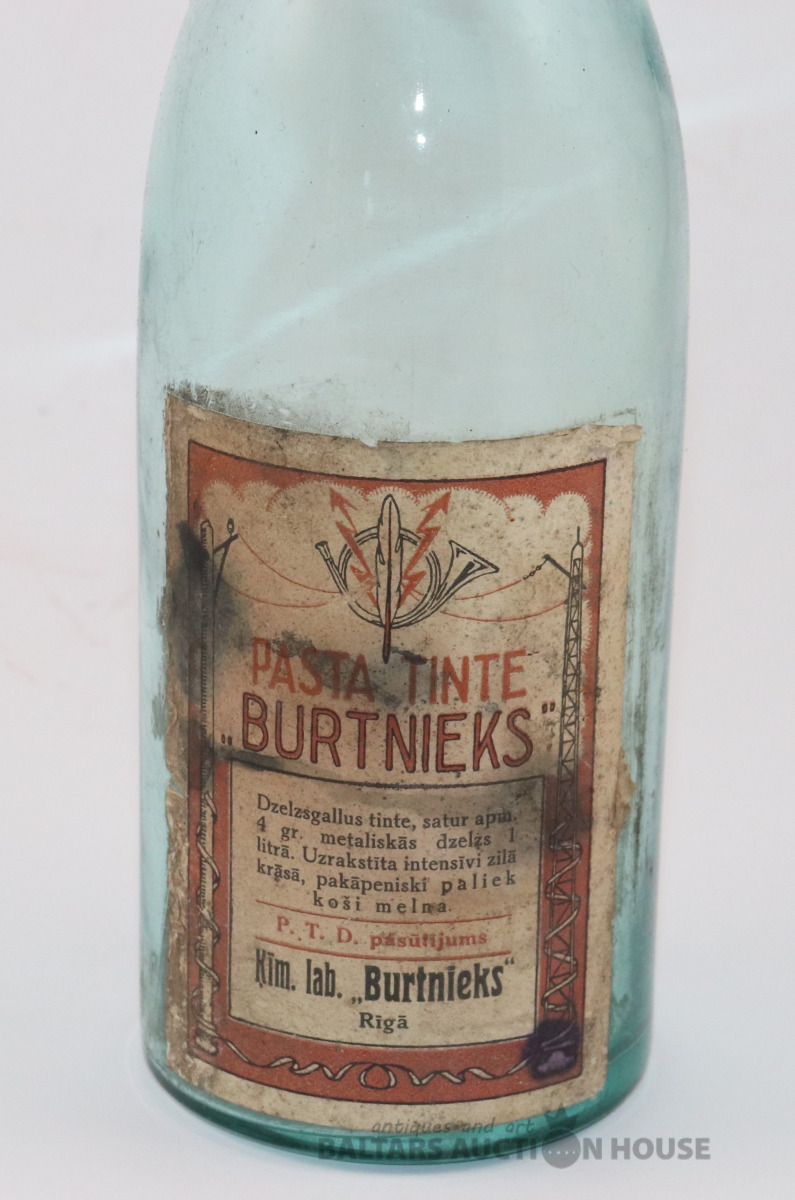 PASTA TINTE
„BURTNIEKS"
Dzelzsgallus tinte, satur apm.
4 gr. metaliskās dzelzs 1
litrā. Uzrakstīta intensīvi zilā
krāsā, pakāpeniski paliek
koši melna.
P. T. D. pasūtijums
Ķīm. lab. „Burtnieks“
Rīgā
antiques and art
BALTARS AUCTION HOUSE